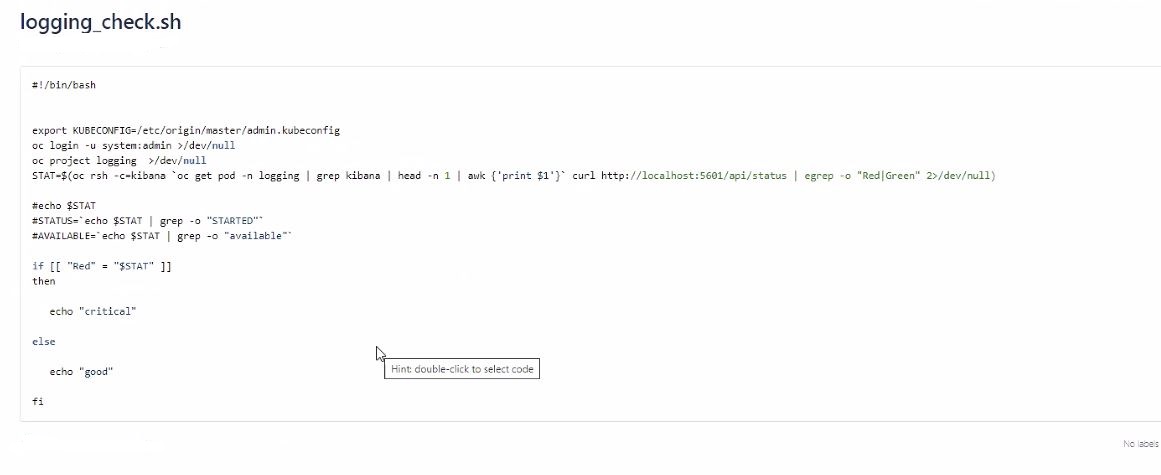 logging_check.sh
#!/bin/bash
export KUBECONFIG=/etc/origin/master/admin.kubeconfig
oc login -u system:admin >/dev/null
oc project logging  >/dev/null
STAT=$(oc rsh -c=kibana `oc get pod -n logging | grep kibana | head -n 1 | awk {'print $1'}` curl http://localhost:5601/api/status | egrep -o "Red|Green" 2>/dev/null)
#echo $STAT
#STATUS=`echo $STAT | grep -o "STARTED"`
#AVAILABLE=`echo $STAT | grep -o "available"`
if [[ "Red" = "$STAT" ]]
then
echo "critical"
else
Hint: double-click to select code
echo "good"
fi
No labels